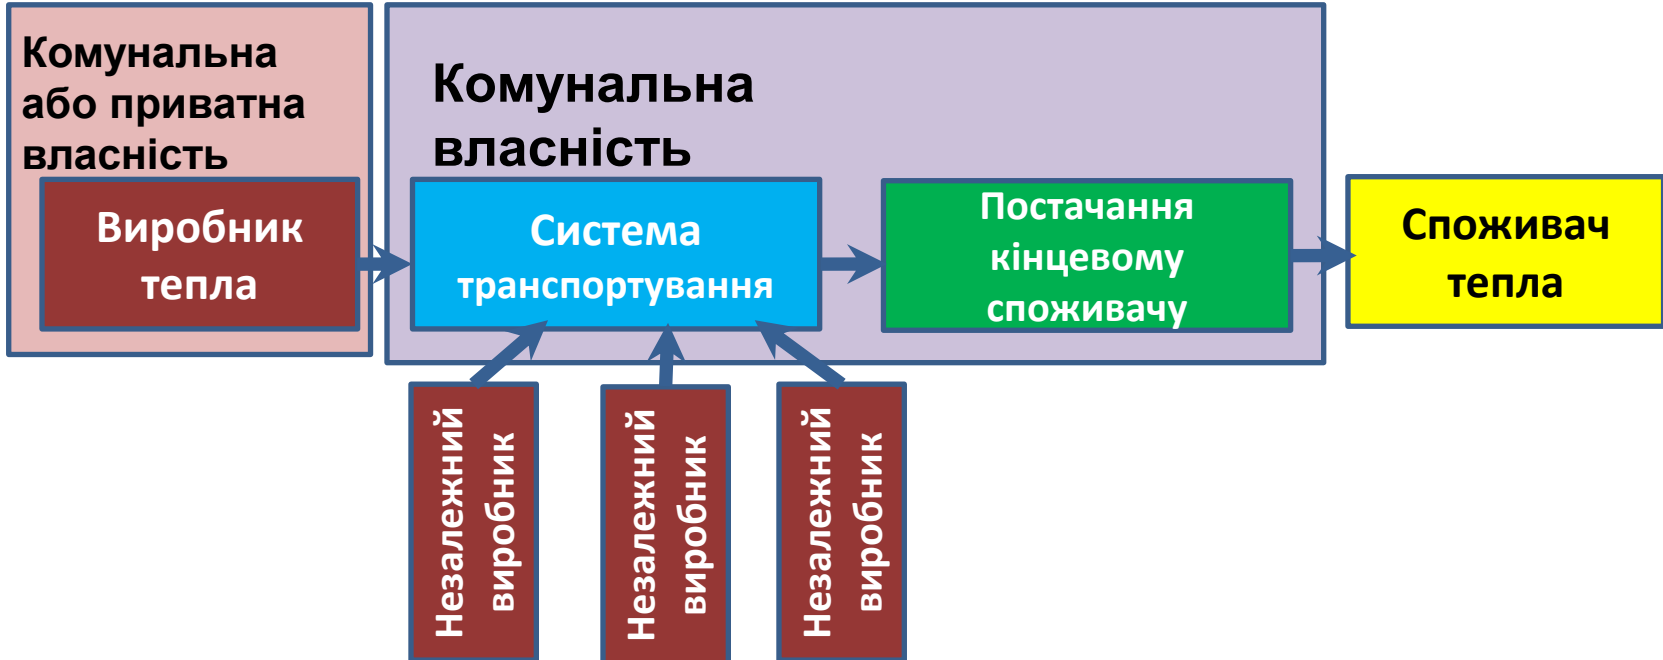 Комунальна
або приватна
власність
Комунальна
власність
Виробник
тепла
Система
транспортування
Постачання
кінцевому
споживачу
Споживач
тепла
Незалежний
виробник
Незалежний
виробник
Незалежний
виробник